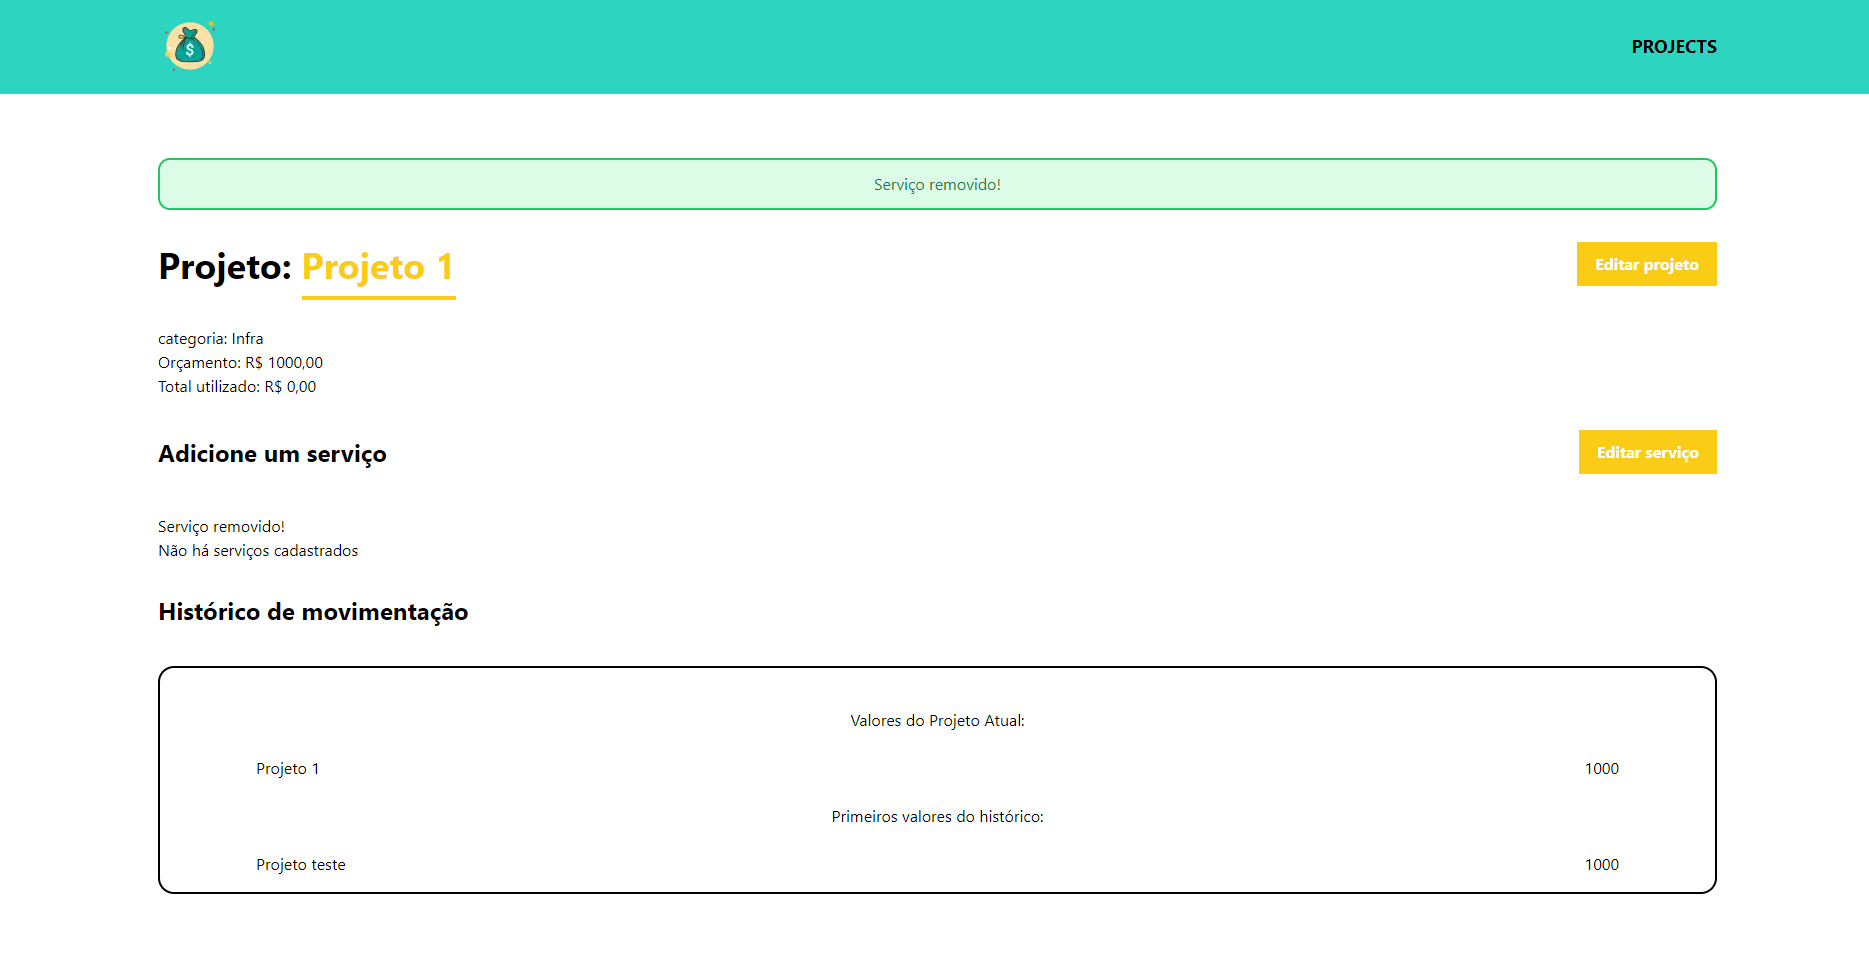 $
PROJECTS
Serviço removido!
Projeto: Projeto 1
Editar projeto
categoria: Infra
Orçamento: R$ 1000,00
Total utilizado: R$ 0,00
Adicione um serviço
Editar serviço
Serviço removido!
Não há serviços cadastrados
Histórico de movimentação
Valores do Projeto Atual:
Projeto 1 1000
Primeiros valores do histórico:
Projeto teste 1000